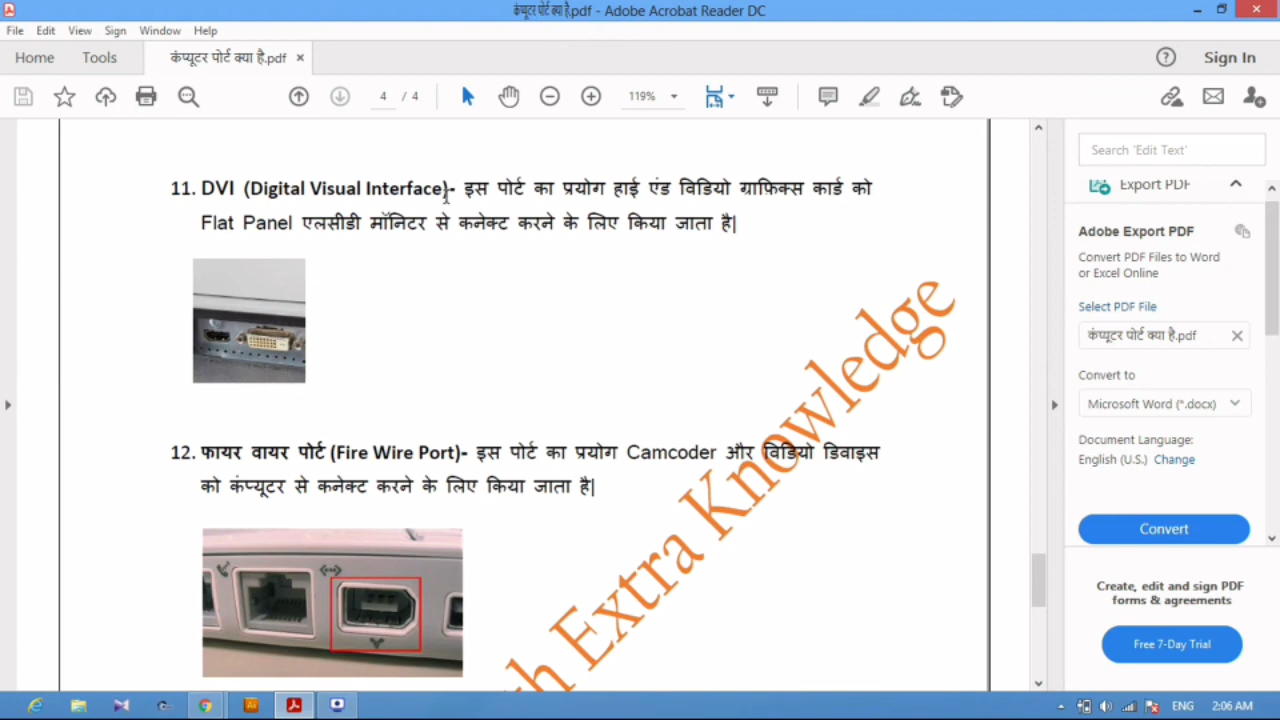 कंप्यूटर पोर्ट क्या है.pdf - Adobe Acrobat Reader DC
File Edit View Sign Window Help
Home Tools कंप्यूटर पोर्ट क्या है.pdf × Sign In
4 / 4 119%
11. DVI (Digital Visual Interface)- इस पोर्ट का प्रयोग हाई एंड विडियो ग्राफ़िक्स कार्ड को
Flat Panel एलसीडी मॉनिटर से कनेक्ट करने के लिए किया जाता है|
12. फायर वायर पोर्ट (Fire Wire Port)- इस पोर्ट का प्रयोग Camcoder और विडियो डिवाइस
को कंप्यूटर से कनेक्ट करने के लिए किया जाता है|
Extra Knowledge
Search 'Edit Text'
Export PDF
Adobe Export PDF
Convert PDF Files to Word
or Excel Online
Select PDF File
कंप्यूटर पोर्ट क्या है.pdf
Convert to
Microsoft Word (*.docx)
Document Language:
English (U.S.) Change
Convert
Create, edit and sign PDF
forms & agreements
Free 7-Day Trial
ENG 2:06 AM